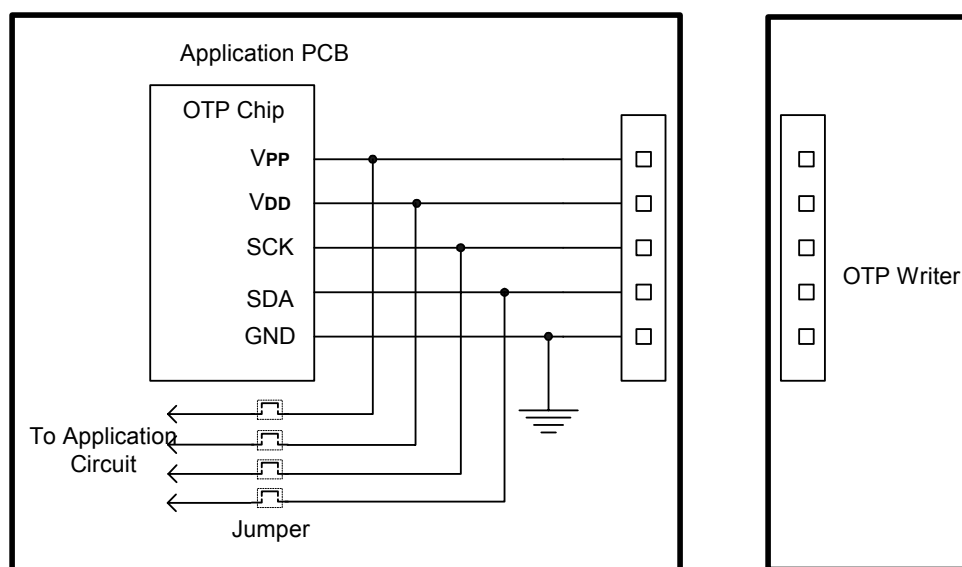 Application PCB
OTP Chip
VPP
VDD
SCK
SDA
GND
OTP Writer
To Application
Circuit
Jumper